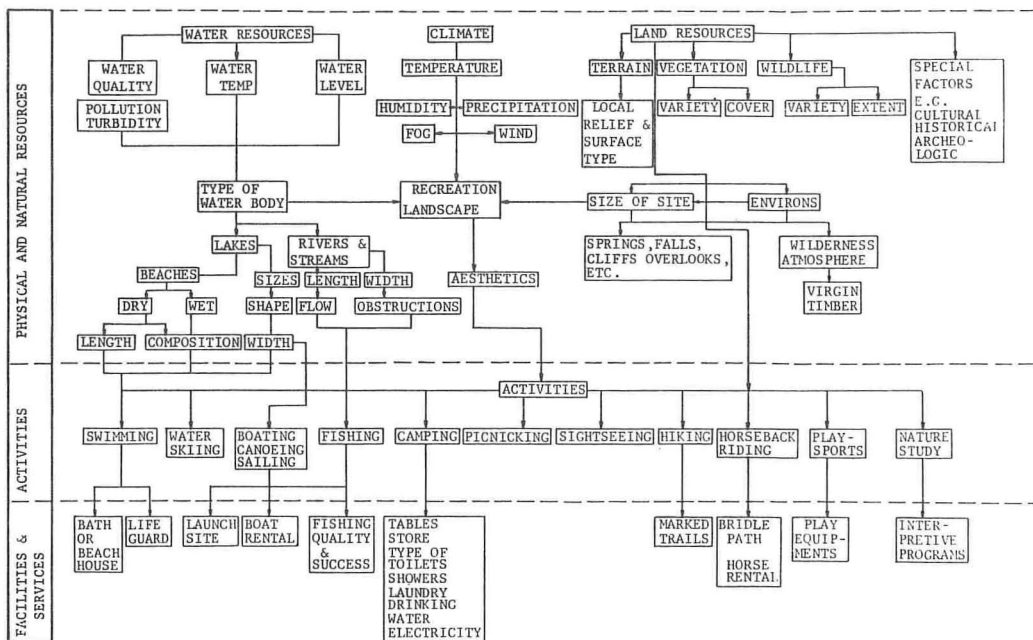 PHYSICAL AND NATURAL RESOURCES
WATER RESOURCES
WATER
QUALITY
POLLUTION
TURBIDITY
WATER
TEMP
WATER
LEVEL
CLIMATE
TEMPERATURE
HUMIDITY
PRECIPITATION
FOG
WIND
LAND RESOURCES
TERRAIN
LOCAL
RELIEF &
SURFACE
TYPE
VEGETATION
VARIETY
COVER
WILDLIFE
VARIETY
EXTENT
SPECIAL
FACTORS
E.G.
CULTURAL
HISTORICAL
ARCHEO-
LOGIC
TYPE OF
WATER BODY
RECREATION
LANDSCAPE
SIZE OF SITE
ENVIRONS
LAKES
RIVERS &
STREAMS
SPRINGS,FALLS,
CLIFFS OVERLOOKS,
ETC.
WILDERNESS
ATMOSPHERE
VIRGIN
TIMBER
BEACHES
SIZES
LENGTH
WIDTH
AESTHETICS
DRY
WET
SHAPE
FLOW
OBSTRUCTIONS
LENGTH
COMPOSITION
WIDTH
ACTIVITIES
ACTIVITIES
SWIMMING
WATER
SKIING
BOATING
CANOEING
SAILING
FISHING
CAMPING
PICNICKING
SIGHTSEEING
HIKING
HORSEBACK
RIDING
PLAY-
SPORTS
NATURE
STUDY
FACILITIES &
SERVICES
BATH
OR
BEACH
HOUSE
LIFE
GUARD
LAUNCH
SITE
BOAT
RENTAL
FISHING
QUALITY
&
SUCCESS
TABLES
STORE
TYPE OF
TOILETS
SHOWERS
LAUNDRY
DRINKING
WATER
ELECTRICITY
MARKED
TRAILS
BRIDLE
PATH
HORSE
RENTAL
PLAY
EQUIP-
MENTS
INTER-
PRETIVE
PROGRAMS